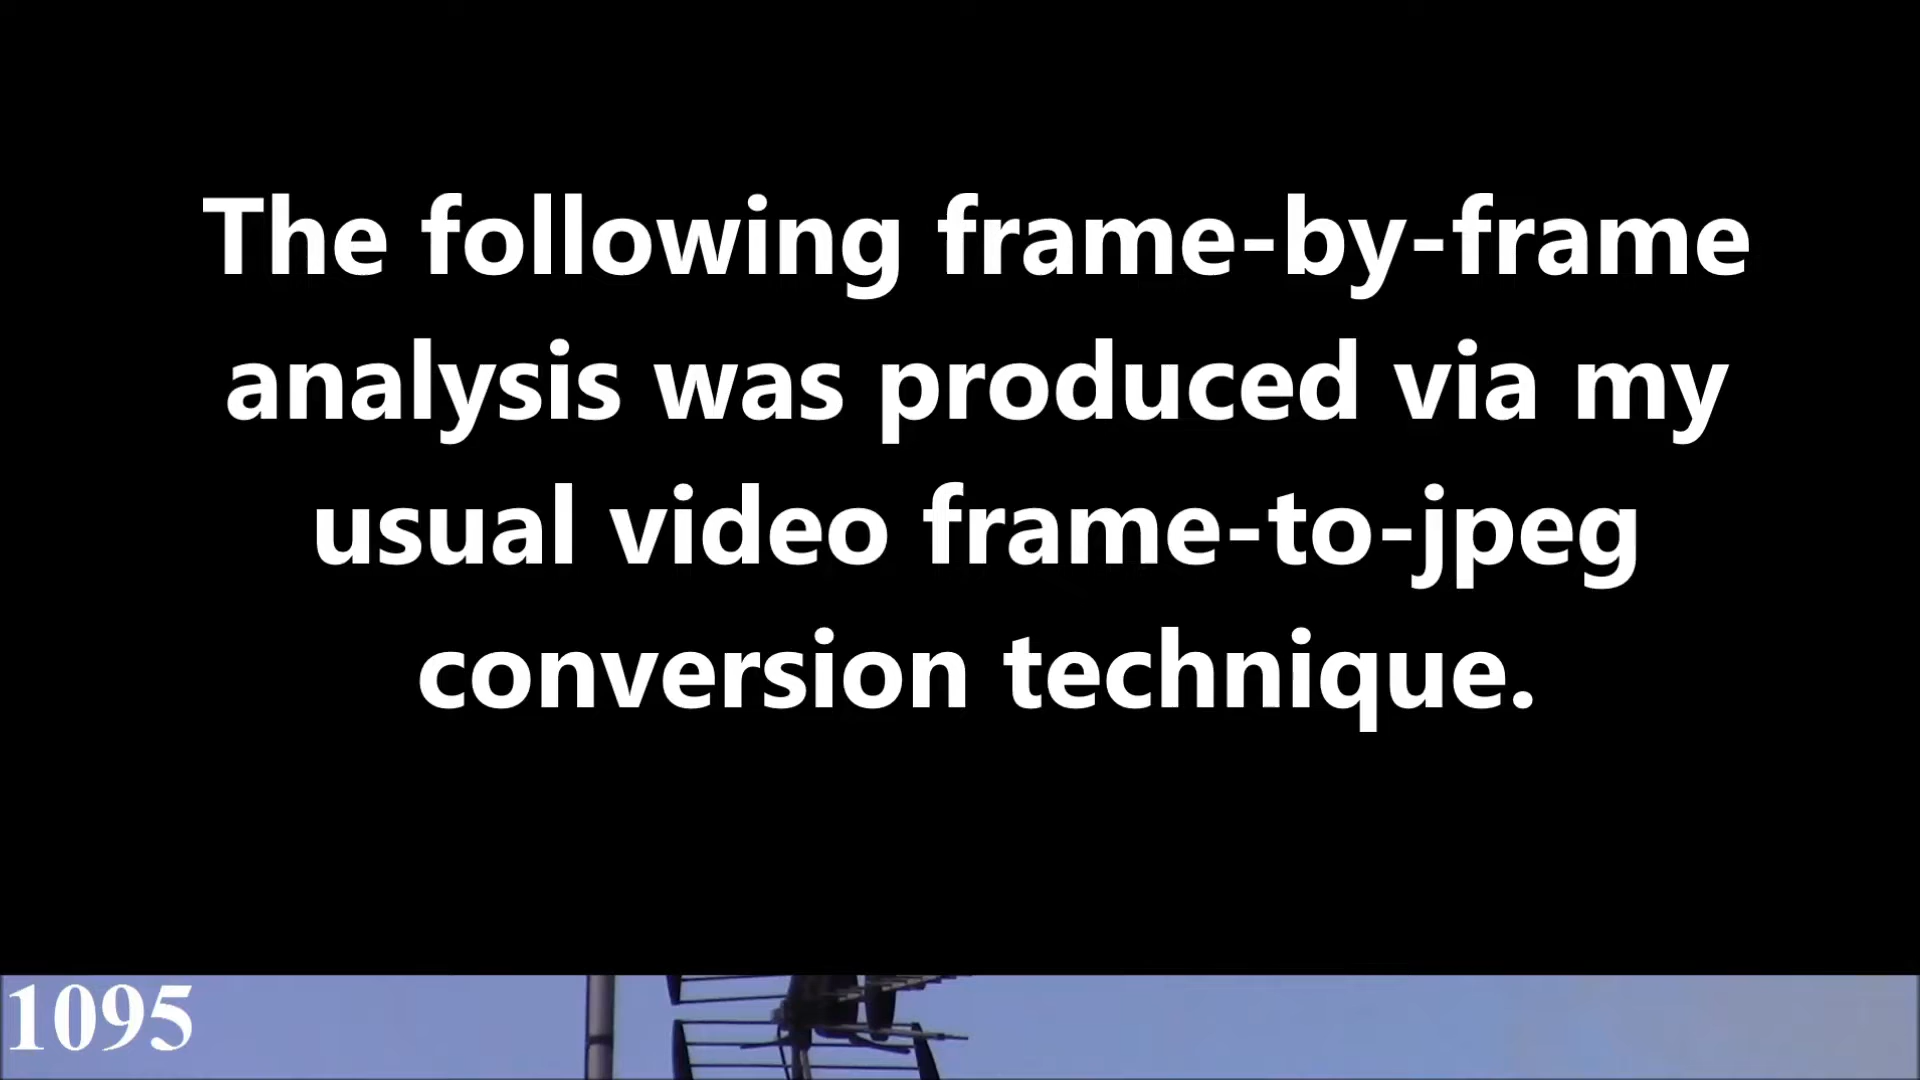 The following frame-by-frame
analysis was produced via my
usual video frame-to-jpeg
conversion technique.
1095